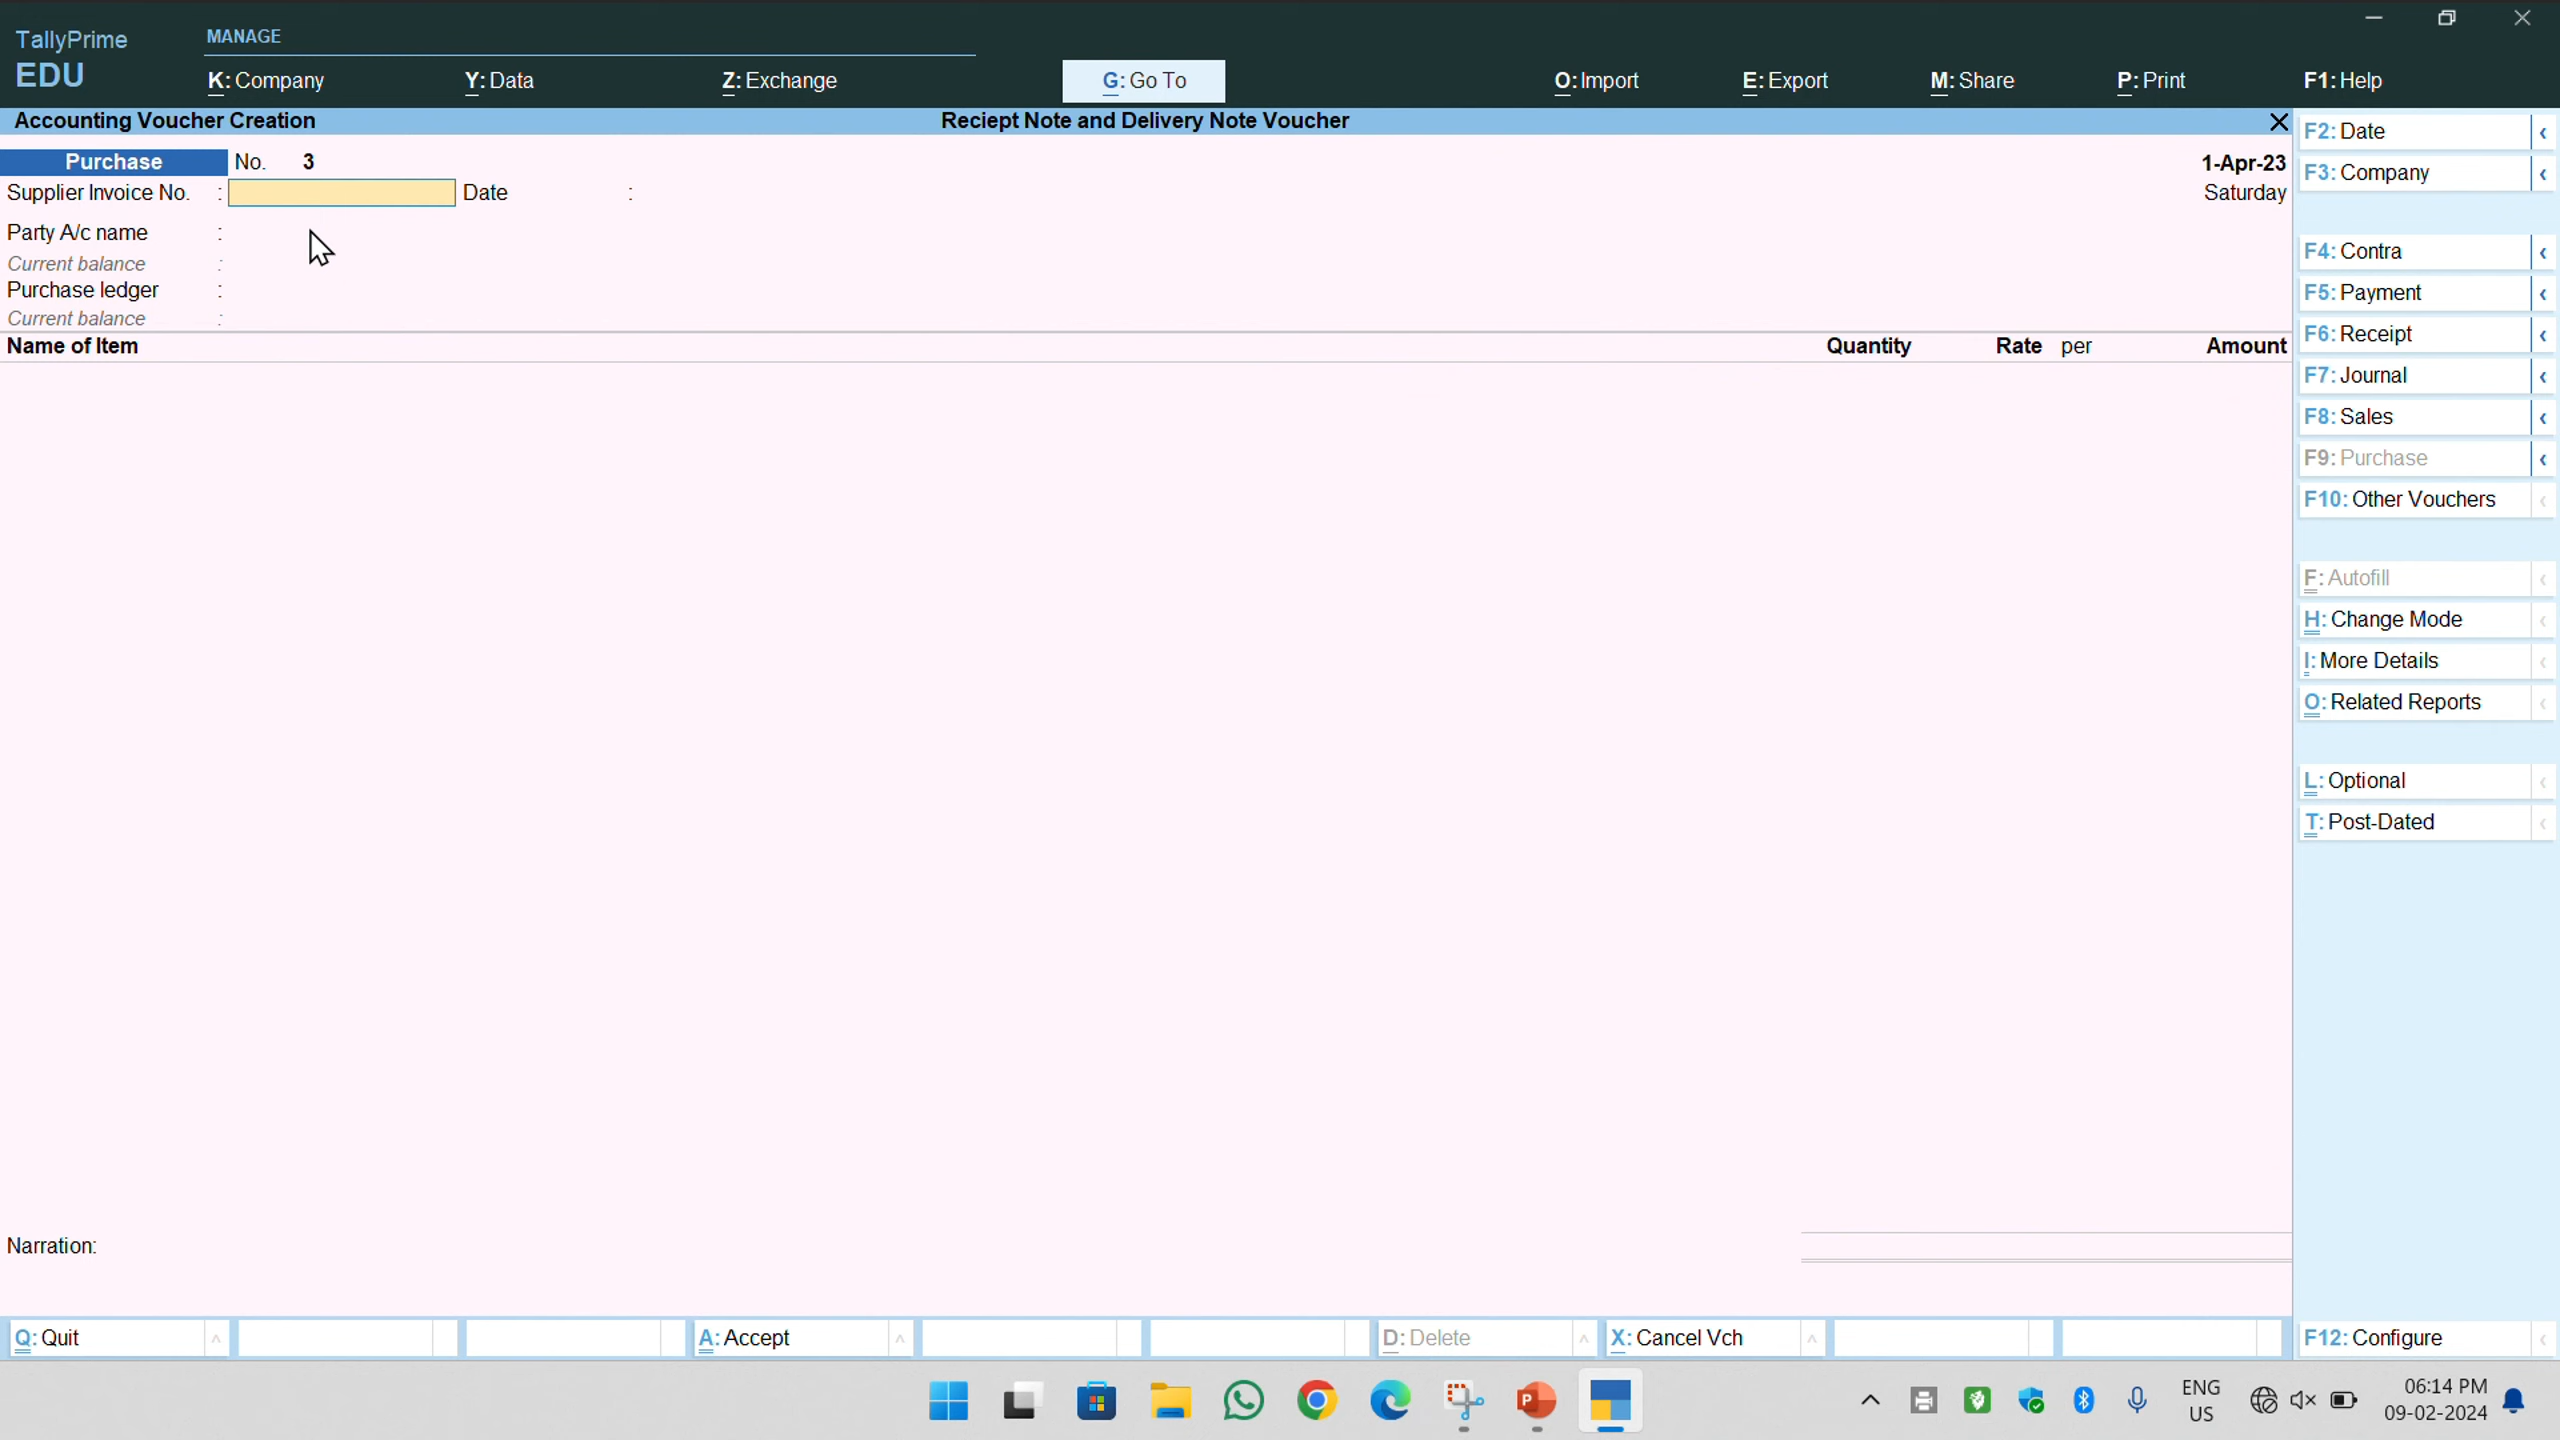 TallyPrime
EDU
MANAGE
K: Company
Y: Data
Z: Exchange
G: Go To
O: Import
E: Export
M: Share
P: Print
F1: Help
Accounting Voucher Creation
Reciept Note and Delivery Note Voucher
Purchase No. 3
1-Apr-23
Supplier Invoice No. : Date :
Saturday
Party A/c name :
Current balance :
Purchase ledger :
Current balance :
Name of Item Quantity Rate per Amount
Narration:
F2: Date
F3: Company
F4: Contra
F5: Payment
F6: Receipt
F7: Journal
F8: Sales
F9: Purchase
F10: Other Vouchers
F: Autofill
H: Change Mode
I: More Details
O: Related Reports
L: Optional
T: Post-Dated
F12: Configure
Q: Quit
A: Accept
D: Delete
X: Cancel Vch
ENG
US
06:14 PM
09-02-2024